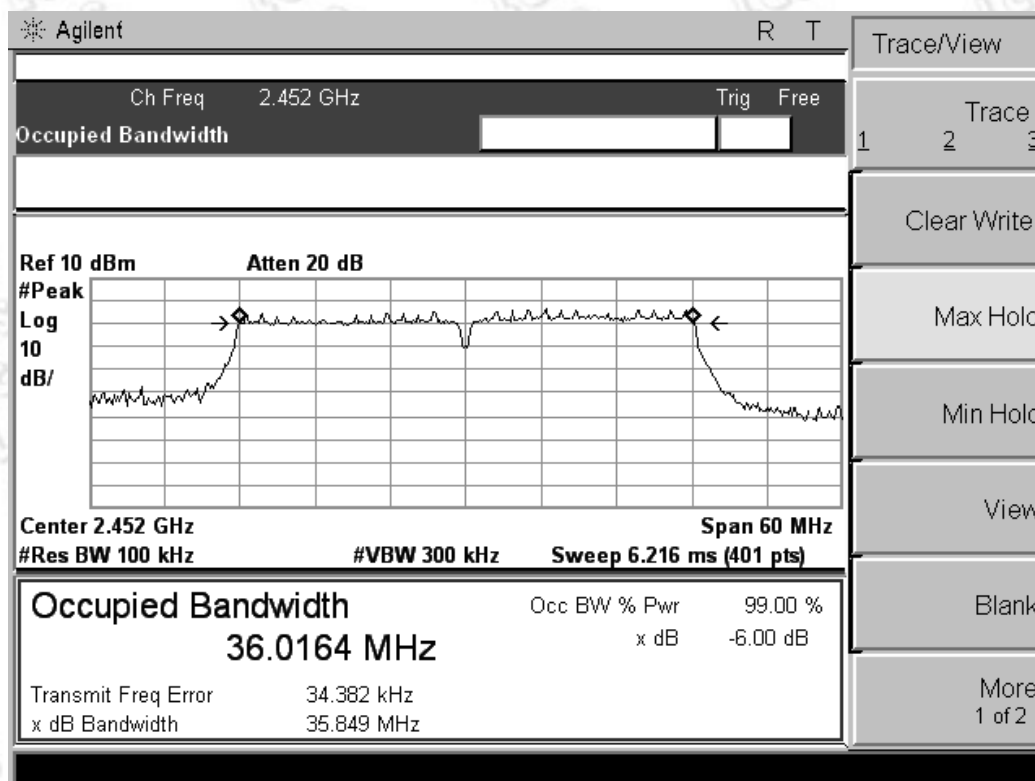 Agilent R T
Trace/View
Ch Freq 2.452 GHz Trig Free
Occupied Bandwidth
Trace
1 2 3
Clear Write
Ref 10 dBm Atten 20 dB
#Peak
Log
10
dB/
Max Hold
Min Hold
View
Center 2.452 GHz Span 60 MHz
#Res BW 100 kHz #VBW 300 kHz Sweep 6.216 ms (401 pts)
Occupied Bandwidth
36.0164 MHz
Occ BW % Pwr 99.00 %
x dB -6.00 dB
Transmit Freq Error 34.382 kHz
x dB Bandwidth 35.849 MHz
Blank
More
1 of 2